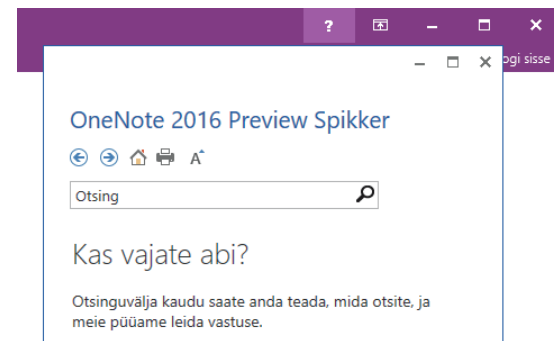 ?
ogi sisse
OneNote 2016 Preview Spikker
A
Otsing
Kas vajate abi?
Otsinguvälja kaudu saate anda teada, mida otsite, ja
meie püüame leida vastuse.